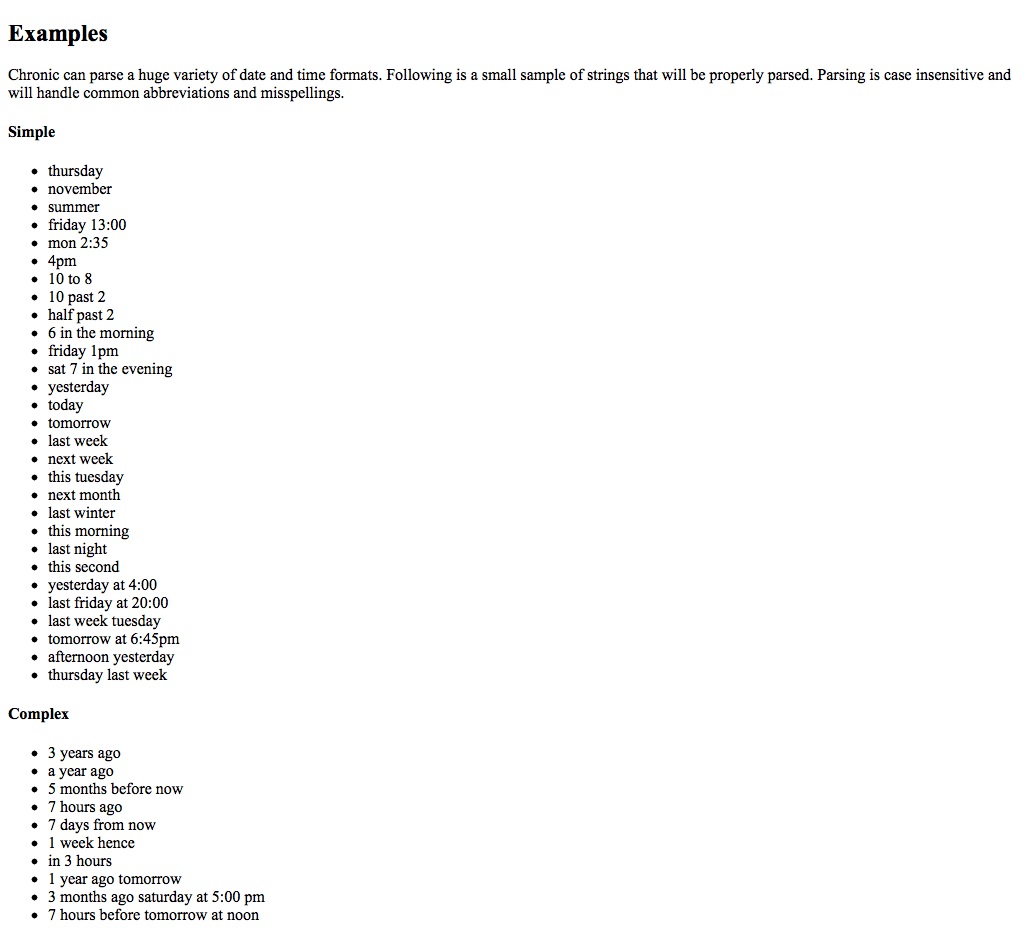 Examples
Chronic can parse a huge variety of date and time formats. Following is a small sample of strings that will be properly parsed. Parsing is case insensitive and
will handle common abbreviations and misspellings.
Simple
• thursday
• november
• summer
• friday 13:00
• mon 2:35
• 4pm
• 10 to 8
• 10 past 2
• half past 2
• 6 in the morning
• friday 1pm
• sat 7 in the evening
• yesterday
• today
• tomorrow
• last week
• next week
• this tuesday
• next month
• last winter
• this morning
• last night
• this second
• yesterday at 4:00
• last friday at 20:00
• last week tuesday
• tomorrow at 6:45pm
• afternoon yesterday
• thursday last week
Complex
• 3 years ago
• a year ago
• 5 months before now
• 7 hours ago
• 7 days from now
• 1 week hence
• in 3 hours
• 1 year ago tomorrow
• 3 months ago saturday at 5:00 pm
• 7 hours before tomorrow at noon